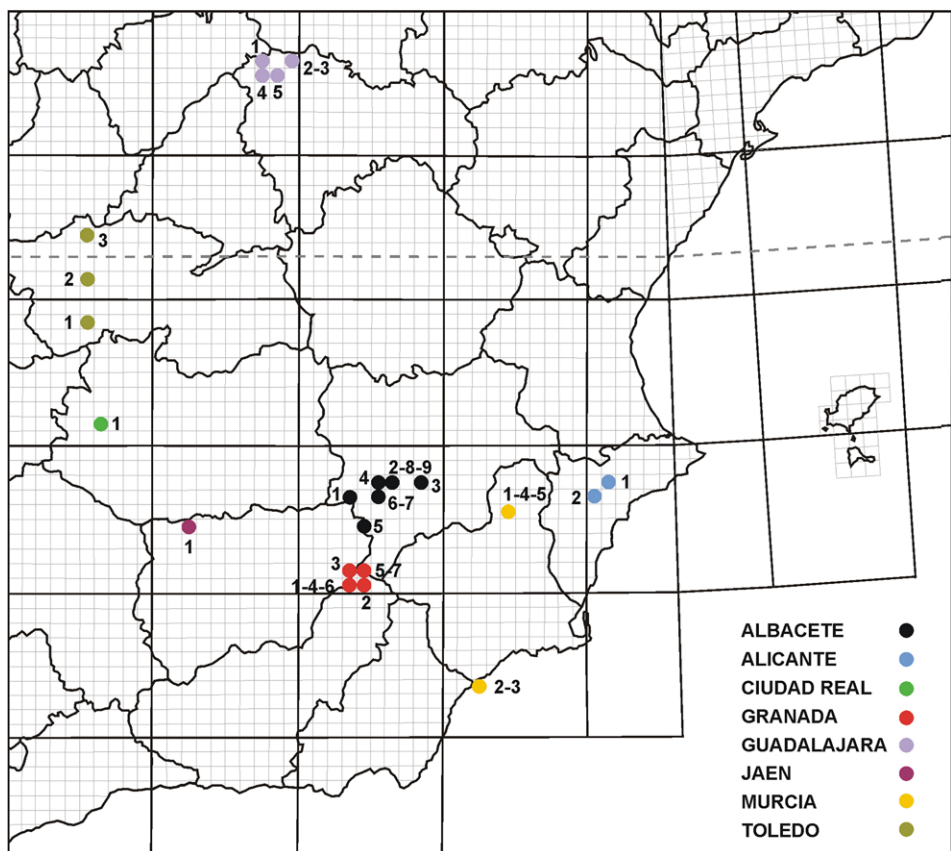 1
2-3
4 5
3
2
1
1
2-8-9
4
3
1
6-7
5
1-4-5
1
2
1
3
5-7
1-4-6
2
2-3
ALBACETE
ALICANTE
CIUDAD REAL
GRANADA
GUADALAJARA
JAEN
MURCIA
TOLEDO